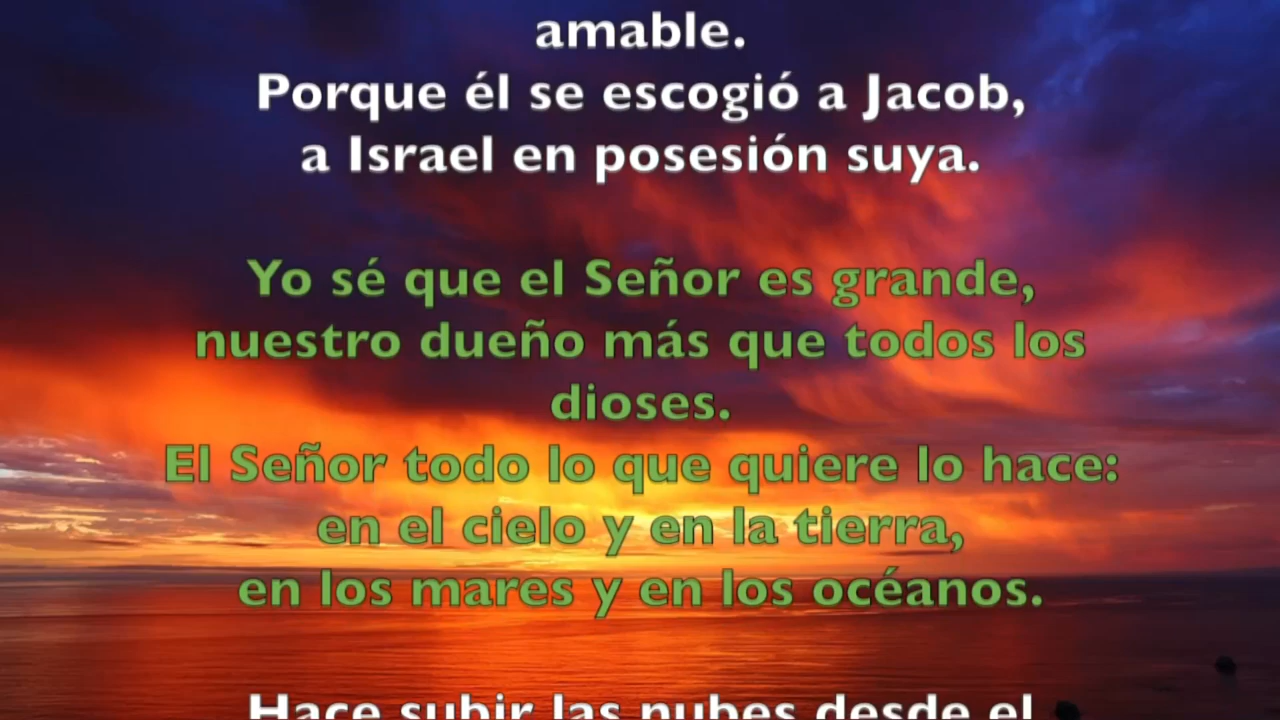 amable.
Porque él se escogió a Jacob,
a Israel en posesión suya.
Yo sé que el Señor es grande,
nuestro dueño más que todos los
dioses.
El Señor todo lo que quiere lo hace:
en el cielo y en la tierra,
en los mares y en los océanos.
Hace subir las nubes desde el